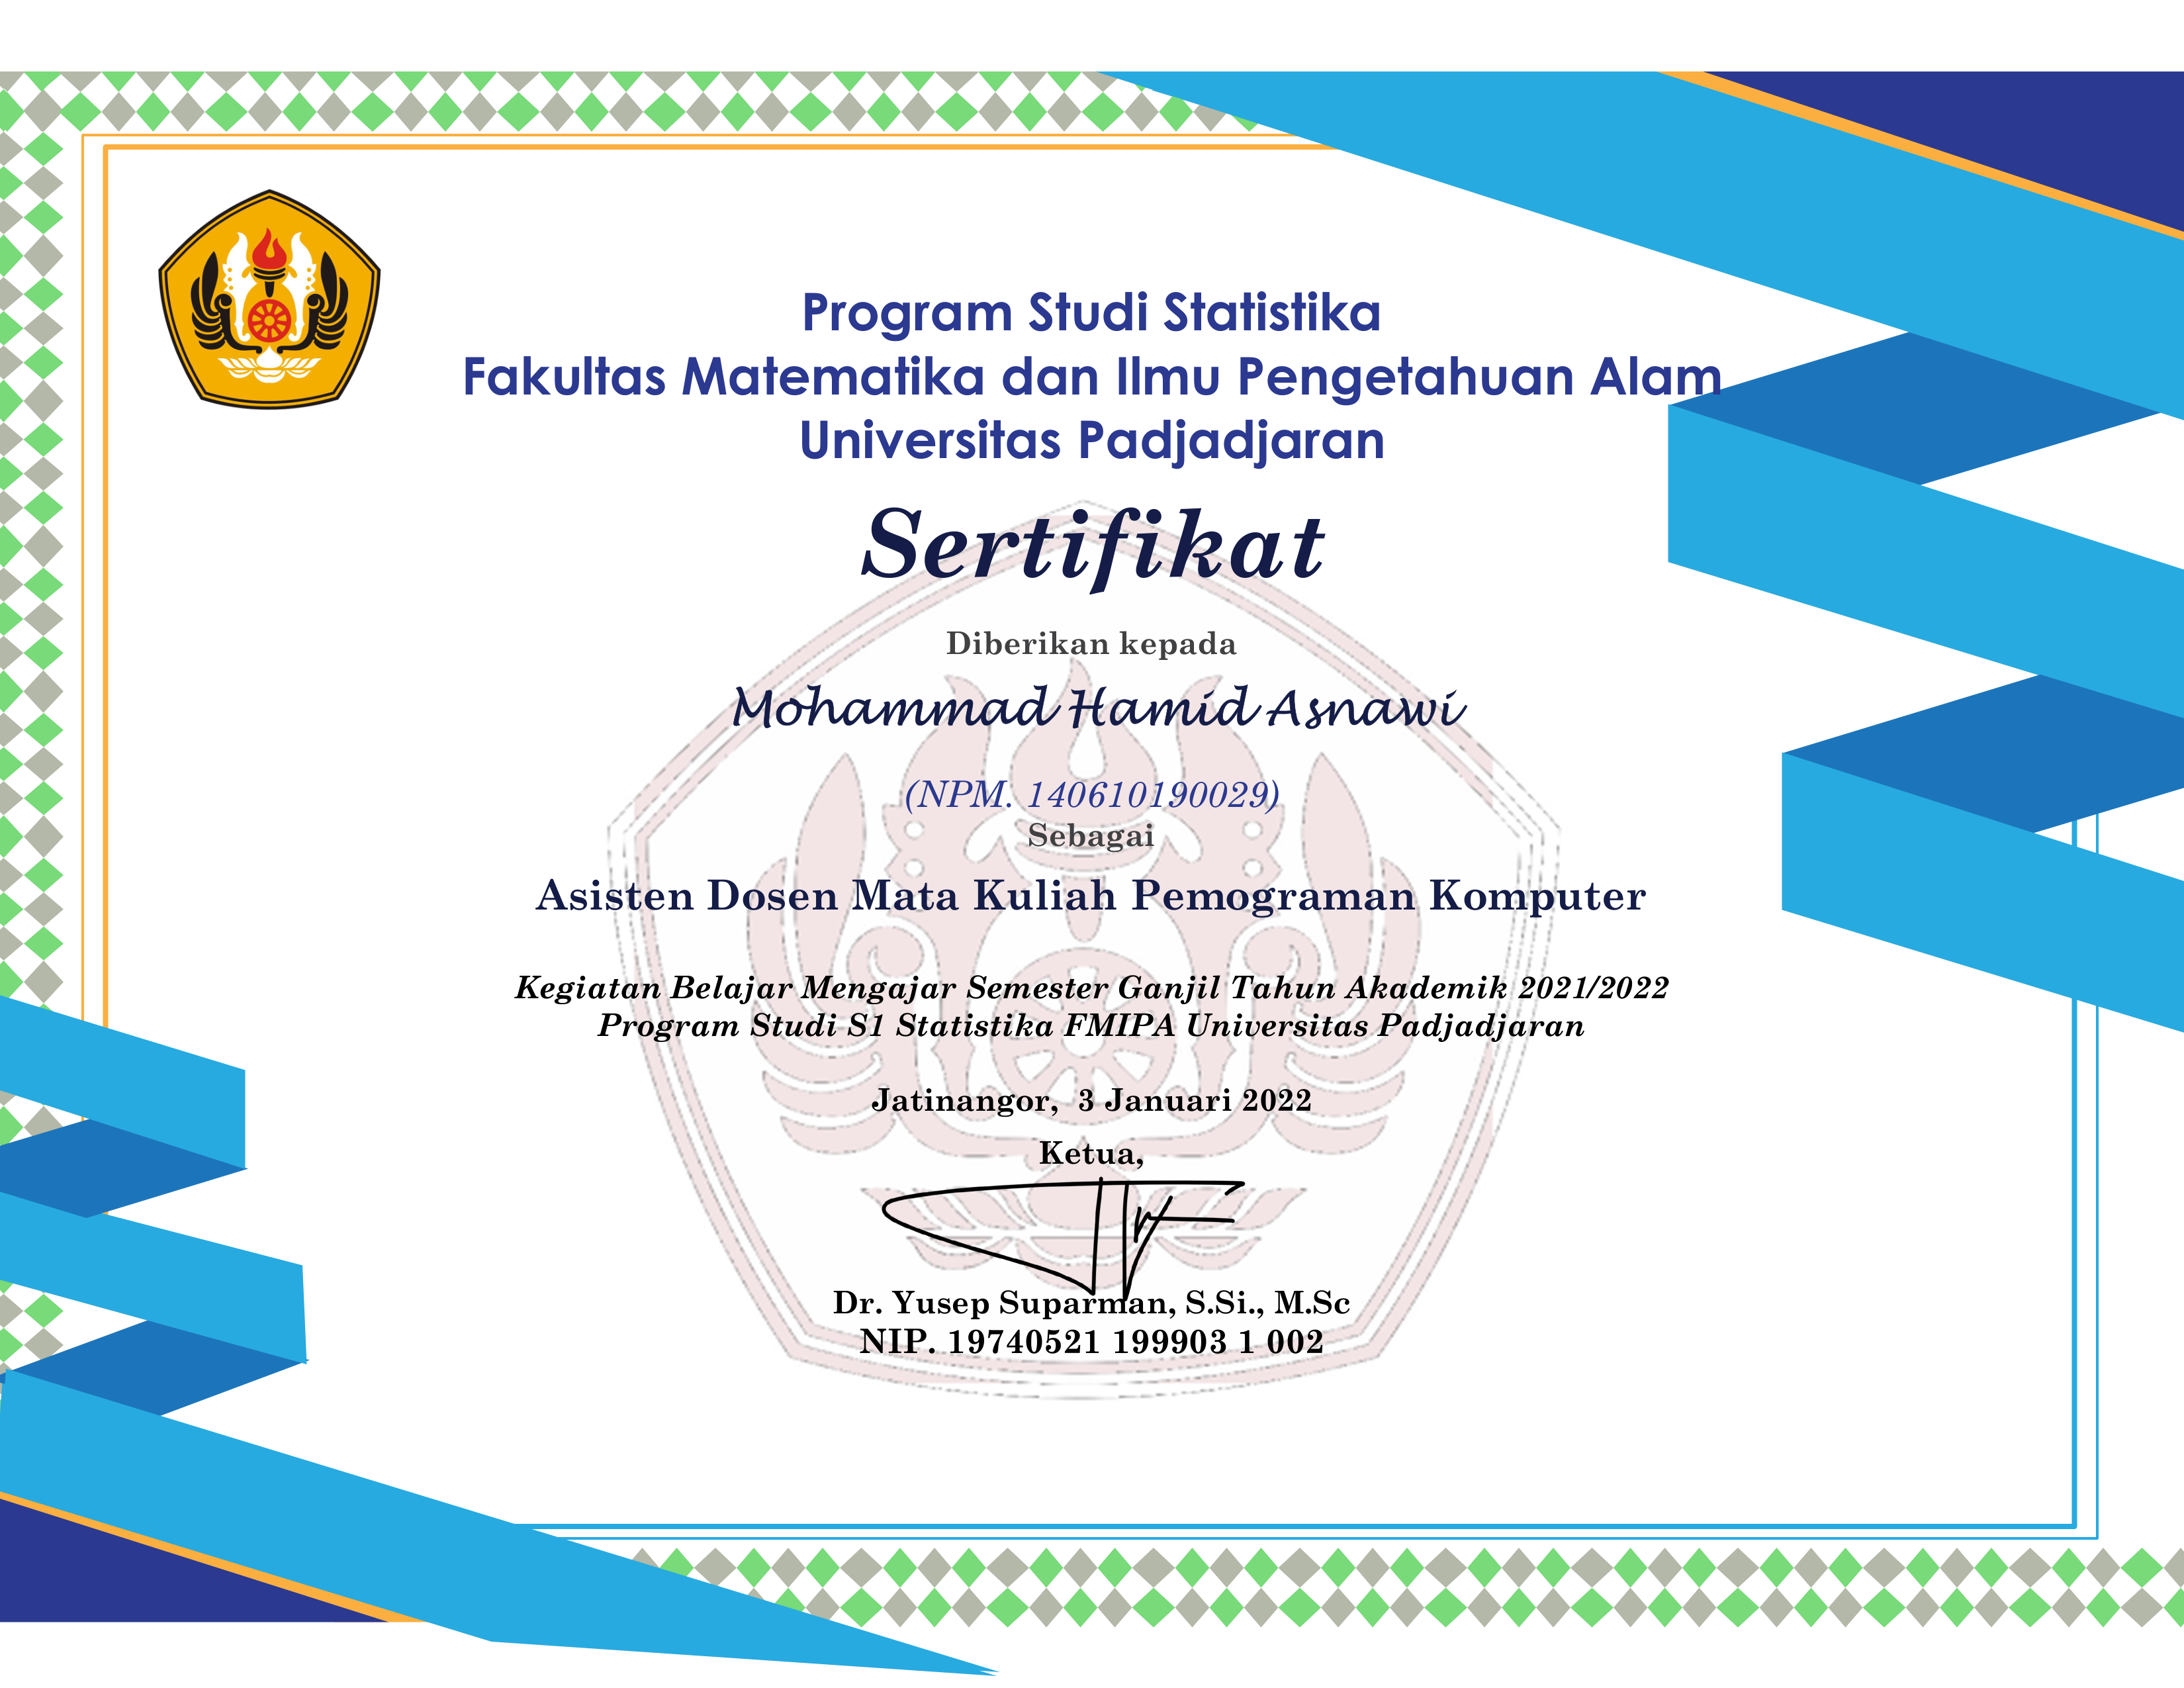 Program Studi Statistika
Fakultas Matematika dan Ilmu Pengetahuan Alam
Universitas Padjadjaran
Sertifikat
Diberikan kepada
Mohammad Hamid Asnawi
(NPM. 140610190029)
Sebagai
Asisten Dosen Mata Kuliah Pemograman Komputer
Kegiatan Belajar Mengajar Semester Ganjil Tahun Akademik 2021/2022
Program Studi S1 Statistika FMIPA Universitas Padjadjaran
Jatinangor, 3 Januari 2022
Ketua,
Dr. Yusep Suparman, S.Si., M.Sc
NIP. 19740521 199903 1 002